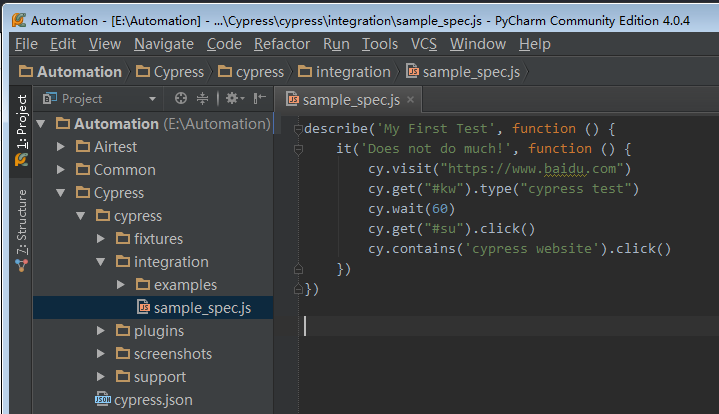 Automation - [E:\Automation] - ...\Cypress\cypress\integration\sample_spec.js - PyCharm Community Edition 4.0.4
File Edit View Navigate Code Refactor Run Tools VCS Window Help
Automation Cypress cypress integration sample_spec.js
1: Project
7: Structure
Project
Automation (E:\Automation)
Airtest
Common
Cypress
cypress
fixtures
integration
examples
sample_spec.js
plugins
screenshots
support
cypress.json
sample_spec.js
describe('My First Test', function () {
it('Does not do much!', function () {
cy.visit("https://www.baidu.com")
cy.get("#kw").type("cypress test")
cy.wait(60)
cy.get("#su").click()
cy.contains('cypress website').click()
})
})